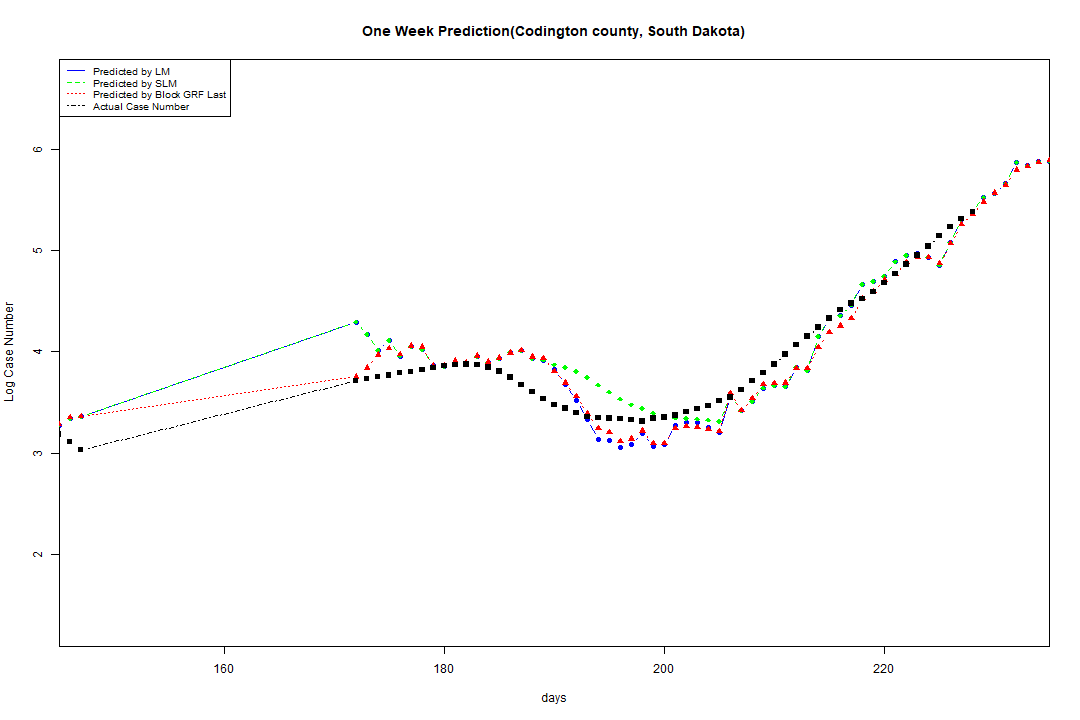 One Week Prediction(Codington county, South Dakota)
Predicted by LM
Predicted by SLM
Predicted by Block GRF Last
Actual Case Number
6
5
4
3
2
Log Case Number
160 180 200 220
days